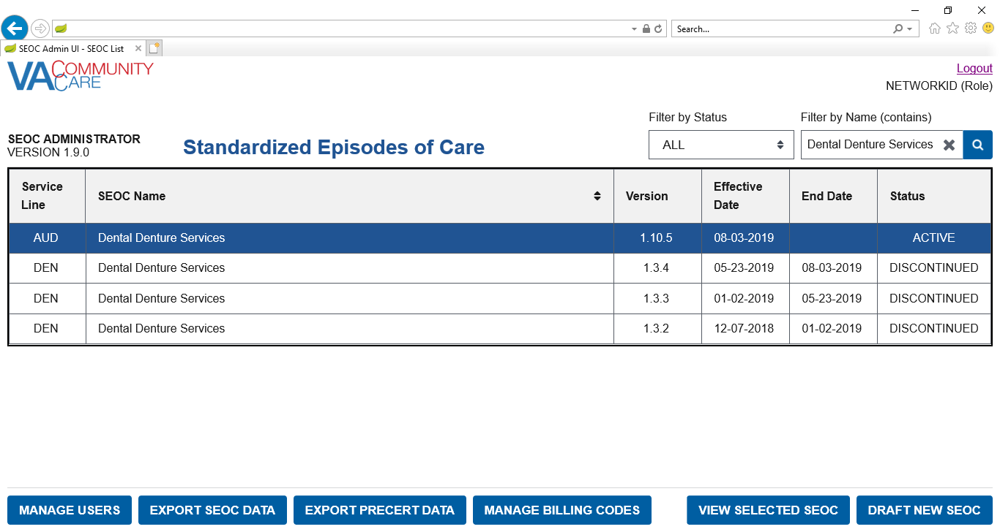 Search...
SEOC Admin UI - SEOC List
VA COMMUNITY CARE
Logout
NETWORKID (Role)
Filter by Status
Filter by Name (contains)
SEOC ADMINISTRATOR
VERSION 1.9.0
Standardized Episodes of Care
ALL
Dental Denture Services
Service Line SEOC Name Version Effective Date End Date Status
AUD Dental Denture Services 1.10.5 08-03-2019 ACTIVE
DEN Dental Denture Services 1.3.4 05-23-2019 08-03-2019 DISCONTINUED
DEN Dental Denture Services 1.3.3 01-02-2019 05-23-2019 DISCONTINUED
DEN Dental Denture Services 1.3.2 12-07-2018 01-02-2019 DISCONTINUED
MANAGE USERS EXPORT SEOC DATA EXPORT PRECERT DATA MANAGE BILLING CODES VIEW SELECTED SEOC DRAFT NEW SEOC